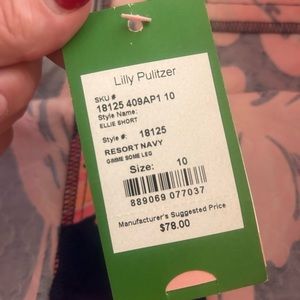 Lilly Pulitzer
SKU #
18125 409AP1 10
Style Name:
ELLIE SHORT
Style #: 18125
RESORT NAVY
GIMME SOME LEG
Size: 10
889069 077037
Manufacturer's Suggested Price
$78.00